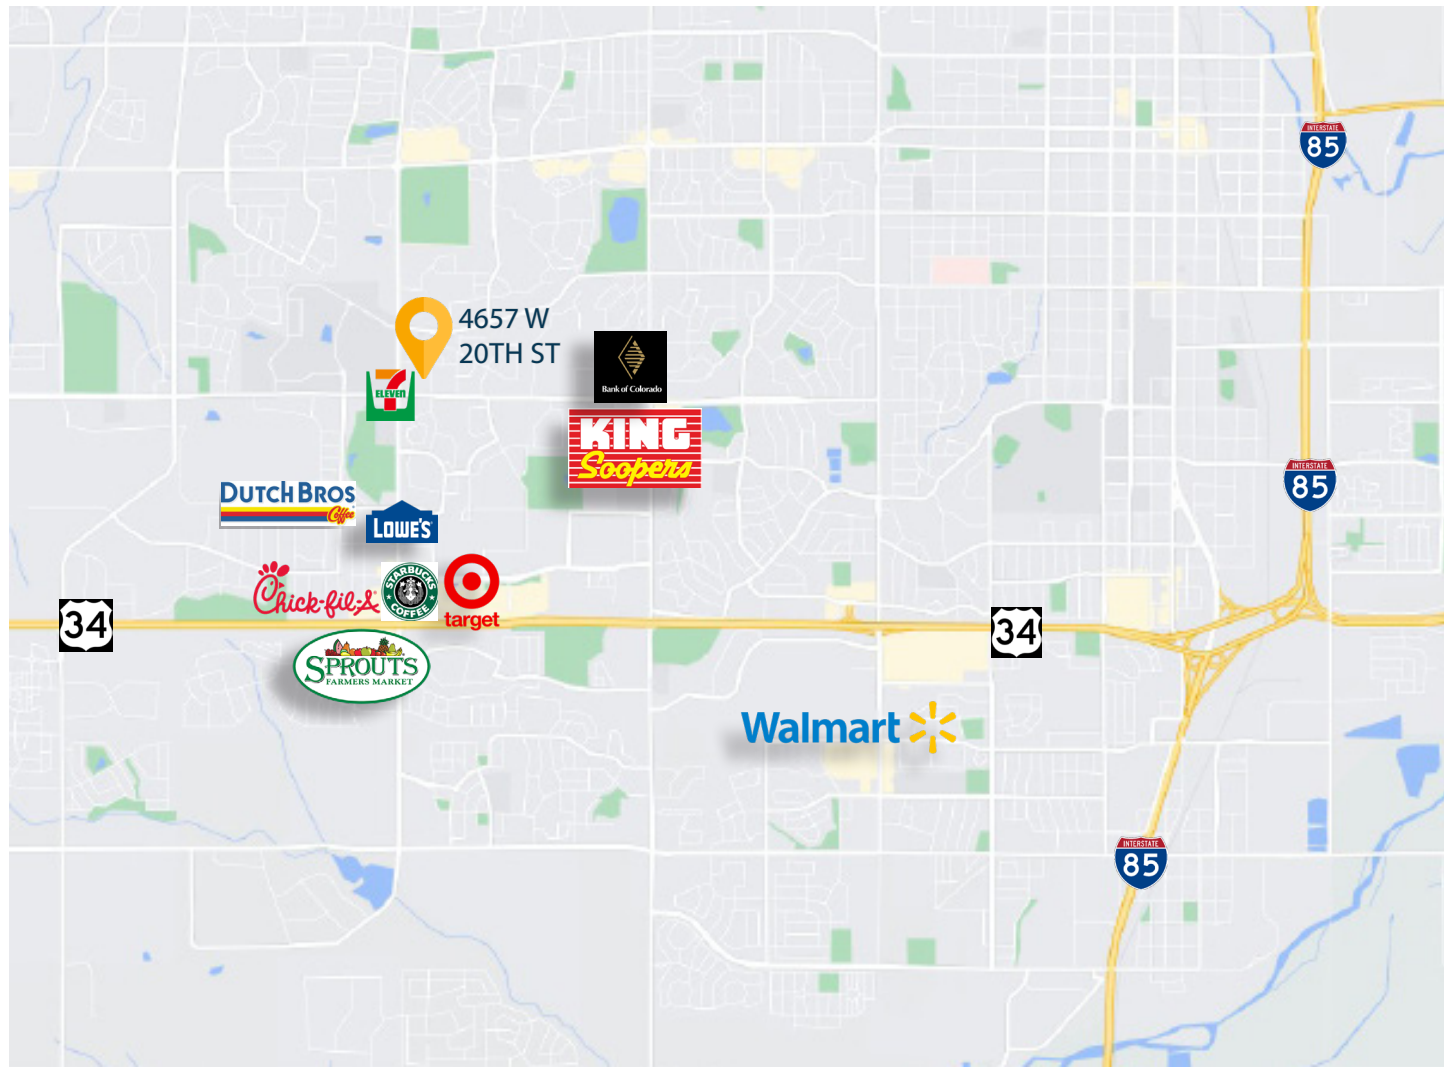 INTERSTATE
85
4657 W
20TH ST
Bank of Colorado
7
ELEVEN
KING
Soopers
INTERSTATE
85
DUTCH BROS
Coffee
LOWE'S
Chick-fil-A
STARBUCKS
COFFEE
target
34
34
SPROUTS
FARMERS MARKET
Walmart
INTERSTATE
85